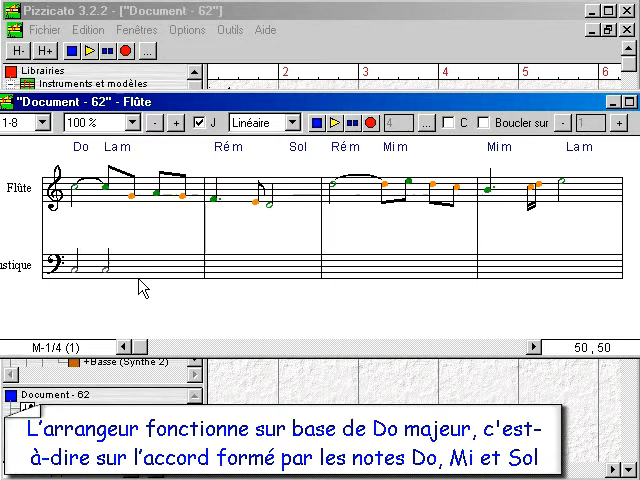 Pizzicato 3.2.2 - ["Document - 62"]
Fichier Edition Fenêtres Options Outils Aide
H- H+ ...
Librairies
Instruments et modèles
2 3 4 5 6
"Document - 62" - Flûte
1-8 100 % - + J Linéaire 4 ... C Boucler sur - 1 +
Do Lam Rém Sol Rém Mim Mim Lam
Flûte
stique
M-1/4 (1) 50 , 50
+Basse (Synthe 2)
Document - 62
L'arrangeur fonctionne sur base de Do majeur, c'est-
à-dire sur l'accord formé par les notes Do, Mi et Sol